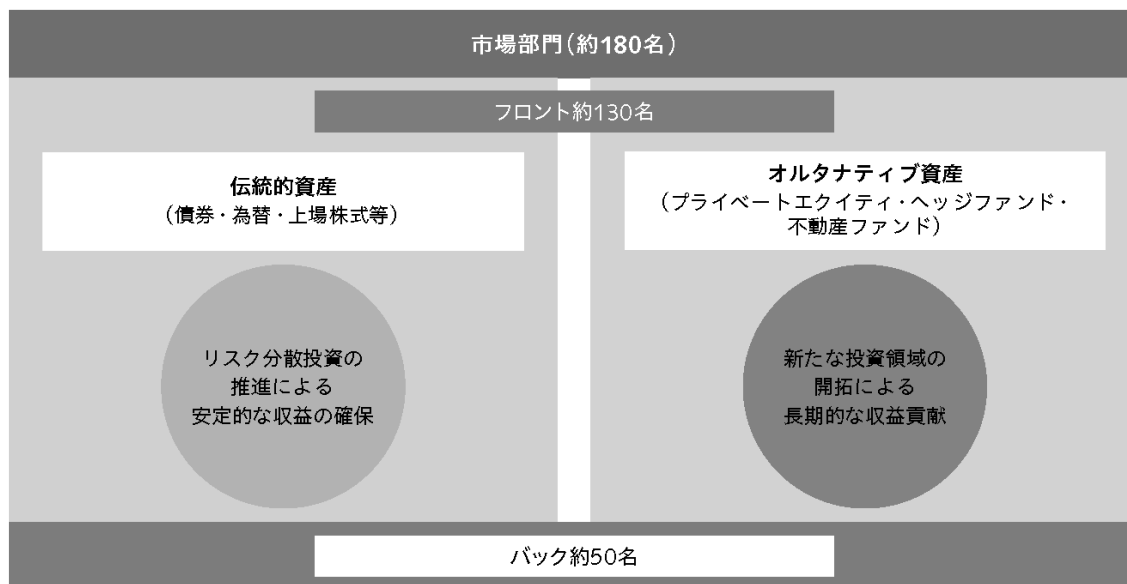 市場部門(約180名)
フロント約130名
伝統的資産
(債券・為替・上場株式等)
リスク分散投資の
推進による
安定的な収益の確保
オルタナティブ資産
(プライベートエクイティ・ヘッジファンド・
不動産ファンド)
新たな投資領域の
開拓による
長期的な収益貢献
バック約50名